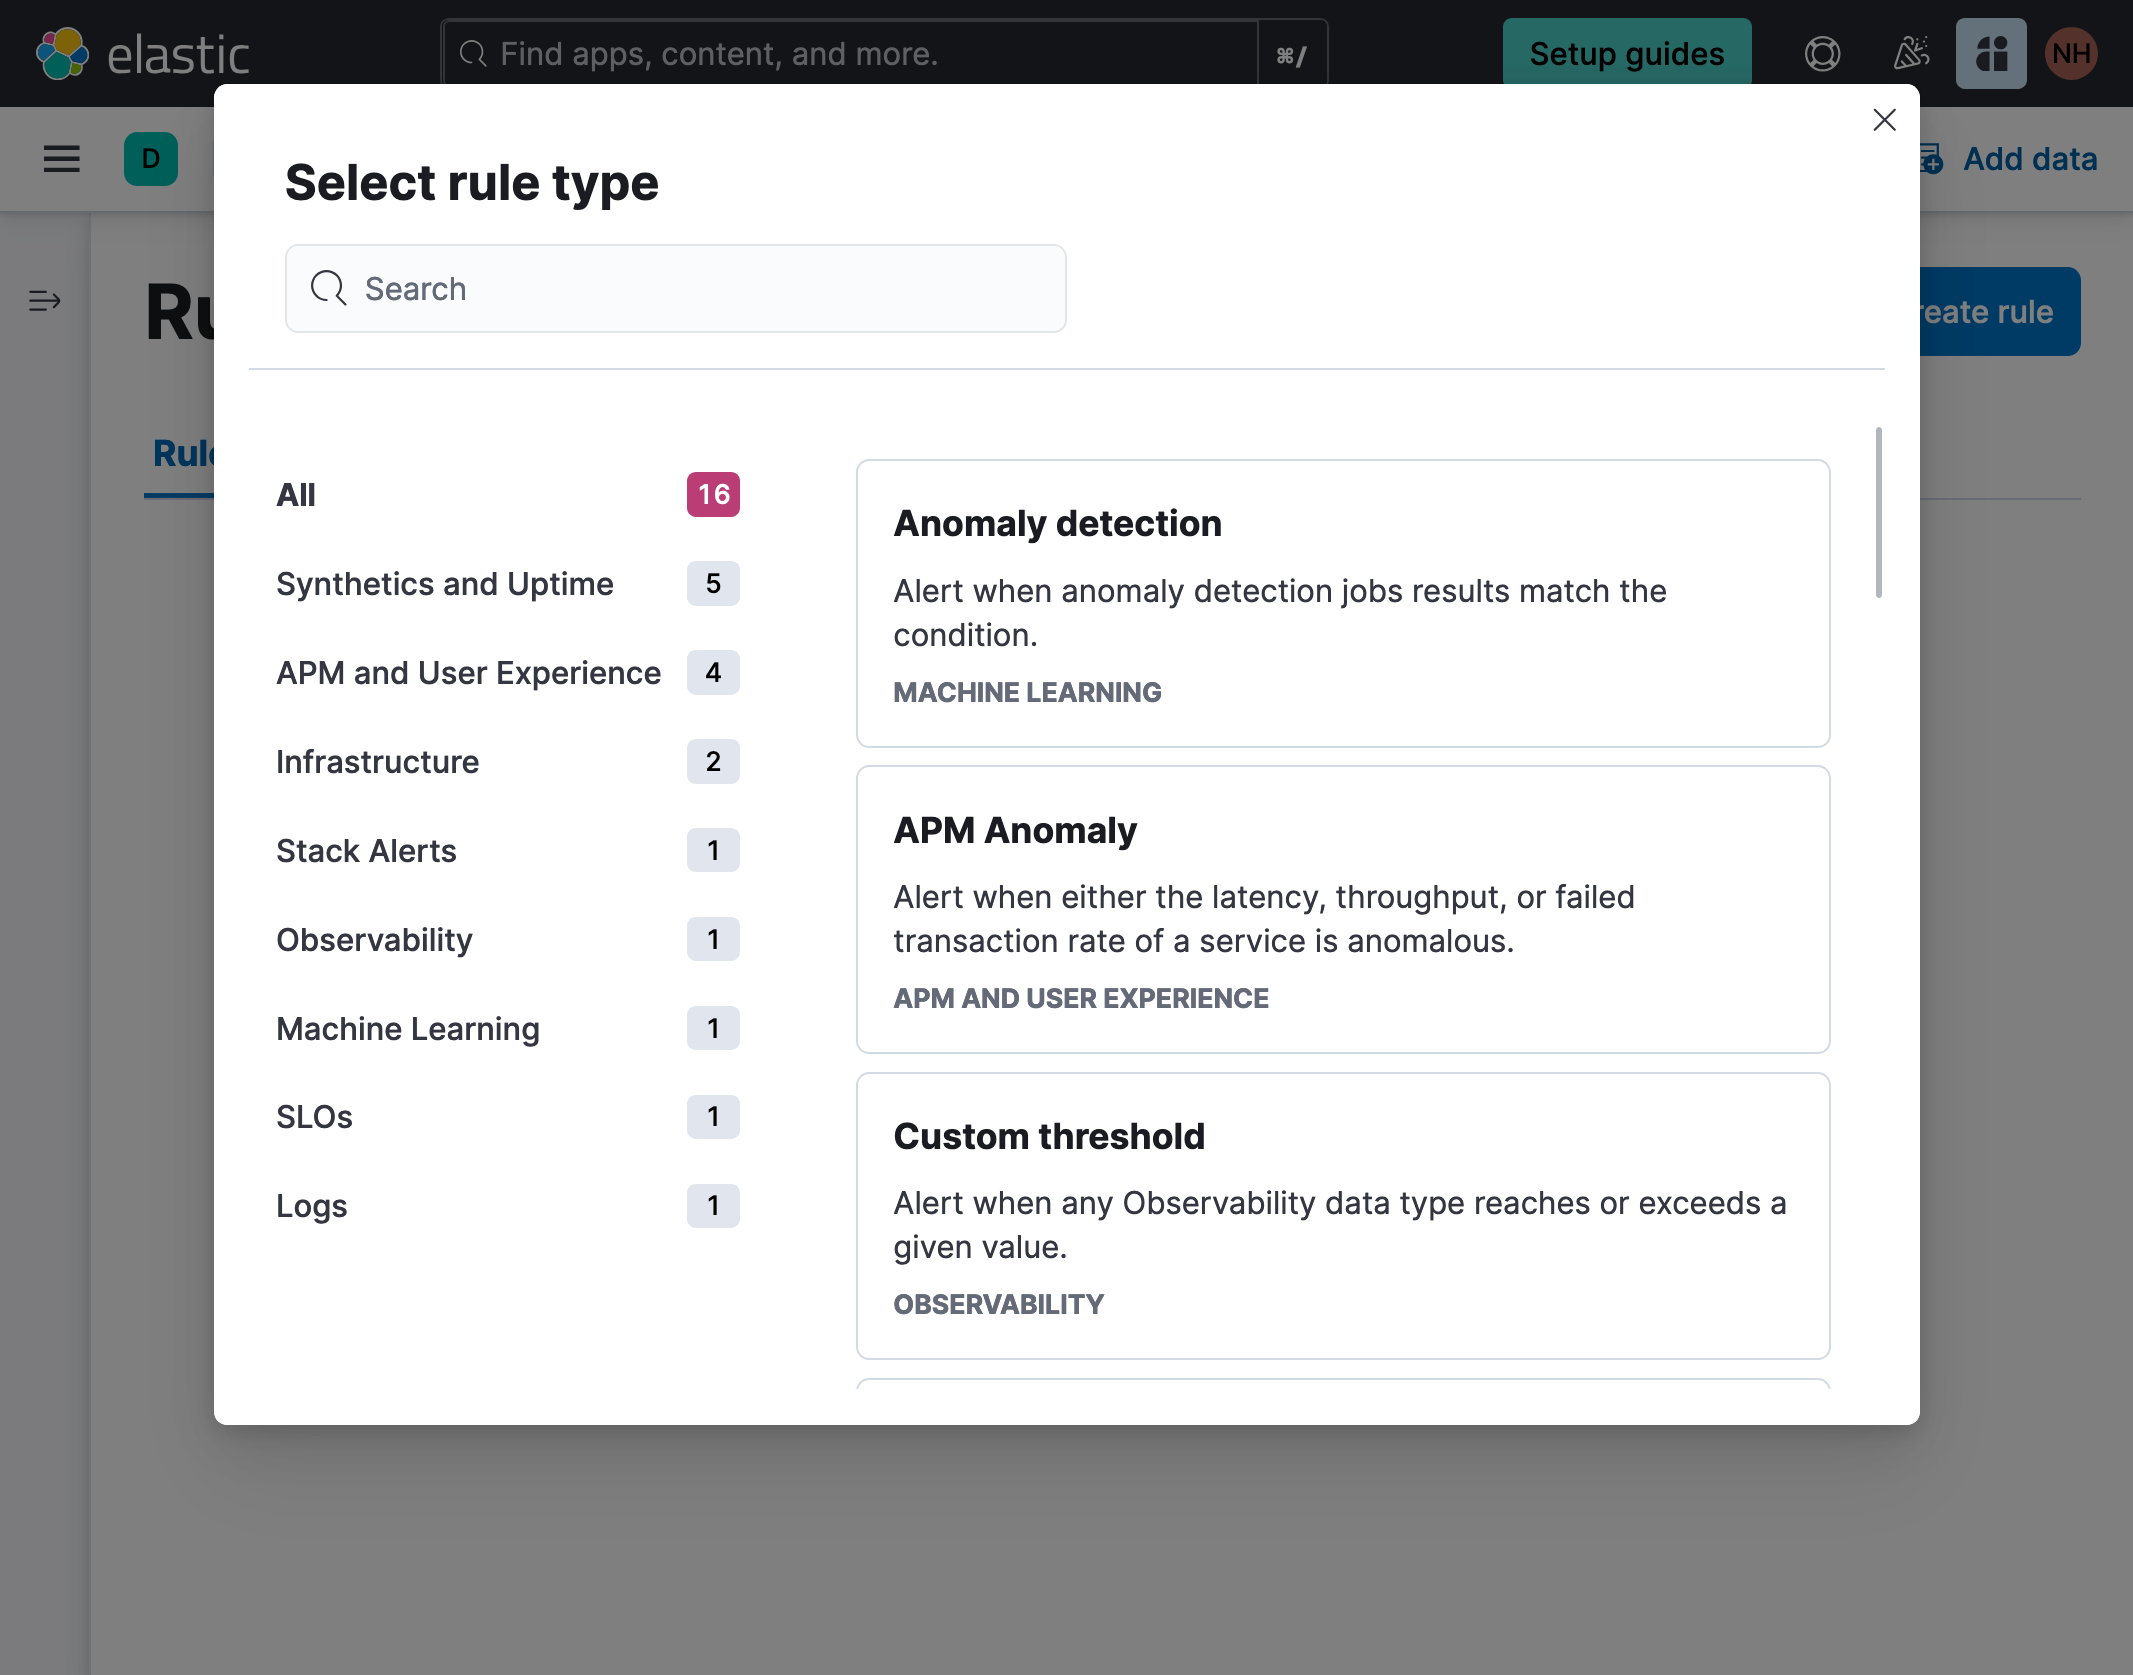 elastic
Find apps, content, and more.
⌘/
Setup guides
NH
D
Add data
Ru
reate rule
Rul
Select rule type
Search
All 16
Synthetics and Uptime 5
APM and User Experience 4
Infrastructure 2
Stack Alerts 1
Observability 1
Machine Learning 1
SLOs 1
Logs 1
Anomaly detection
Alert when anomaly detection jobs results match the
condition.
MACHINE LEARNING
APM Anomaly
Alert when either the latency, throughput, or failed
transaction rate of a service is anomalous.
APM AND USER EXPERIENCE
Custom threshold
Alert when any Observability data type reaches or exceeds a
given value.
OBSERVABILITY